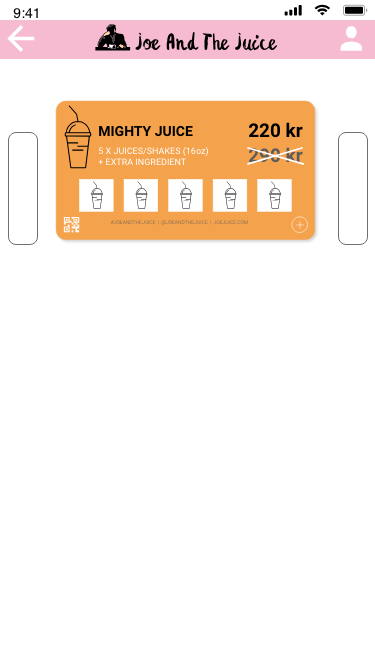 9:41
Joe And The Juice
MIGHTY JUICE
220 kr
5 X JUICES/SHAKES (16oz)
290 kr
+ EXTRA INGREDIENT
#JOEANDTHEJUICE | @JOEANDTHEJUICE | JOEJUICE.COM